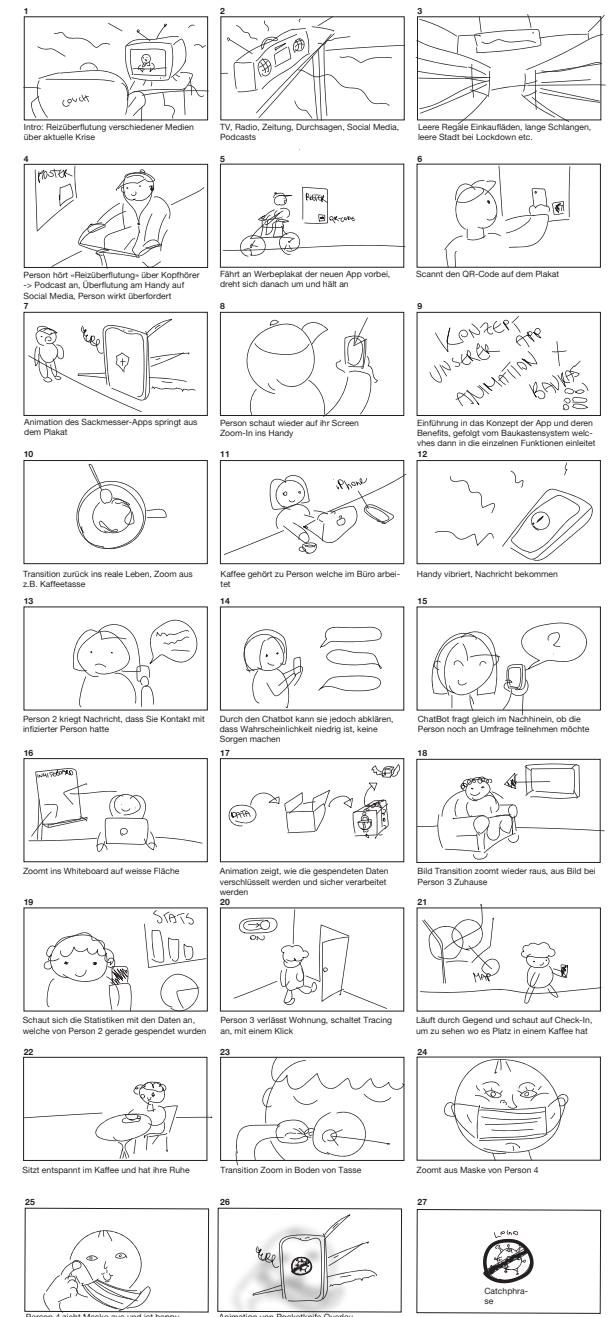 1
2
3
couch
Intro: Reizüberflutung verschiedener Medien
über aktuelle Krise
TV, Radio, Zeitung, Durchsagen, Social Media,
Podcasts
Leere Regale Einkaufläden, lange Schlangen,
leere Stadt bei Lockdown etc.
4
5
6
POSTER
POSTER
QR-CODE
Person hört «Reizüberflutung» über Kopfhörer
-> Podcast an, Überflutung am Handy auf
Social Media, Person wirkt überfordert
Fährt an Werbeplakat der neuen App vorbei,
dreht sich danach um und hält an
Scannt den QR-Code auf dem Plakat
7
8
9
KONZEPT
UNSERER APP
ANIMATION +
BAUKAS
Animation des Sackmesser-Apps springt aus
dem Plakat
Person schaut wieder auf ihr Screen
Zoom-In ins Handy
Einführung in das Konzept der App und deren
Benefits, gefolgt vom Baukastensystem welc-
vhes dann in die einzelnen Funktionen einleitet
10
11
12
iPhone
Transition zurück ins reale Leben, Zoom aus
z.B. Kaffeetasse
Kaffee gehört zu Person welche im Büro arbei-
tet
Handy vibriert, Nachricht bekommen
13
14
15
?
Person 2 kriegt Nachricht, dass Sie Kontakt mit
infizierter Person hatte
Durch den Chatbot kann sie jedoch abklären,
dass Wahrscheinlichkeit niedrig ist, keine
Sorgen machen
ChatBot fragt gleich im Nachhinein, ob die
Person noch an Umfrage teilnehmen möchte
16
17
18
WHITEBOARD
DATA
Zoomt ins Whiteboard auf weisse Fläche
Animation zeigt, wie die gespendeten Daten
verschlüsselt werden und sicher verarbeitet
werden
Bild Transition zoomt wieder raus, aus Bild bei
Person 3 Zuhause
19
20
21
STATS
ON
MAP
Schaut sich die Statistiken mit den Daten an,
welche von Person 2 gerade gespendet wurden
Person 3 verlässt Wohnung, schaltet Tracing
an, mit einem Klick
Läuft durch Gegend und schaut auf Check-In,
um zu sehen wo es Platz in einem Kaffee hat
22
23
24
Sitzt entspannt im Kaffee und hat ihre Ruhe
Transition Zoom in Boden von Tasse
Zoomt aus Maske von Person 4
25
26
27
LOGO
Catchphra-
se
Person 4 zieht Maske aus und ist happy
Animation von Pocketknife Overlay